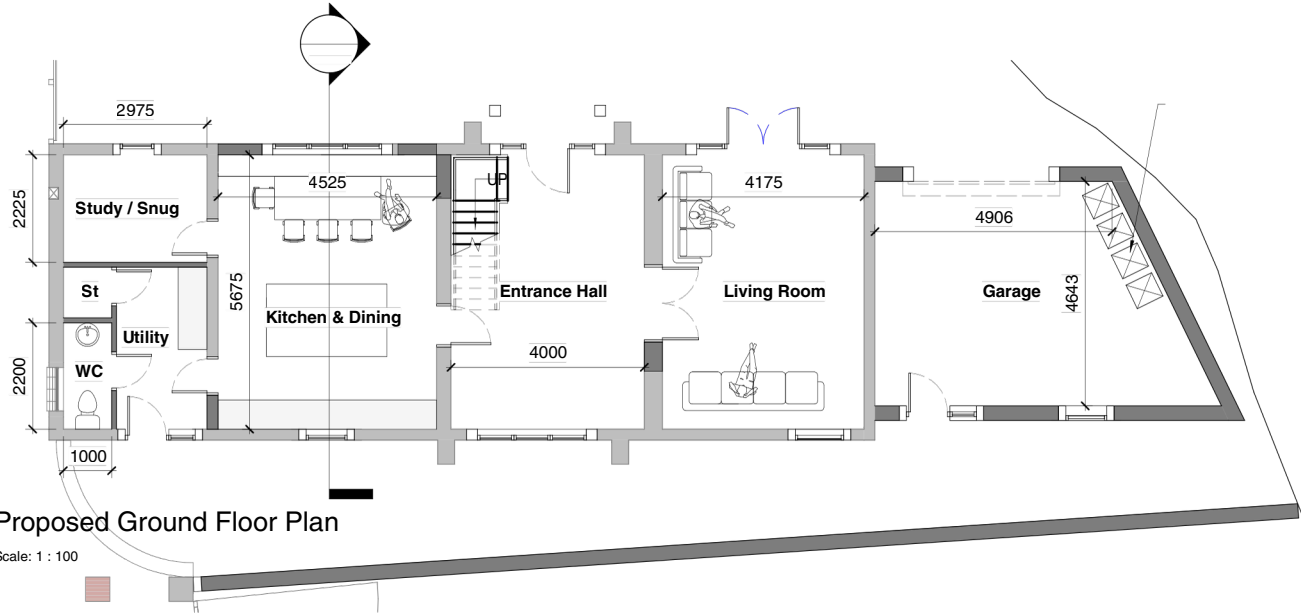 2975
4525
UP
4175
4906
2225
Study / Snug
5675
4643
St
Entrance Hall
Living Room
Garage
Kitchen & Dining
Utility
2200
WC
4000
1000
Proposed Ground Floor Plan
Scale: 1 : 100